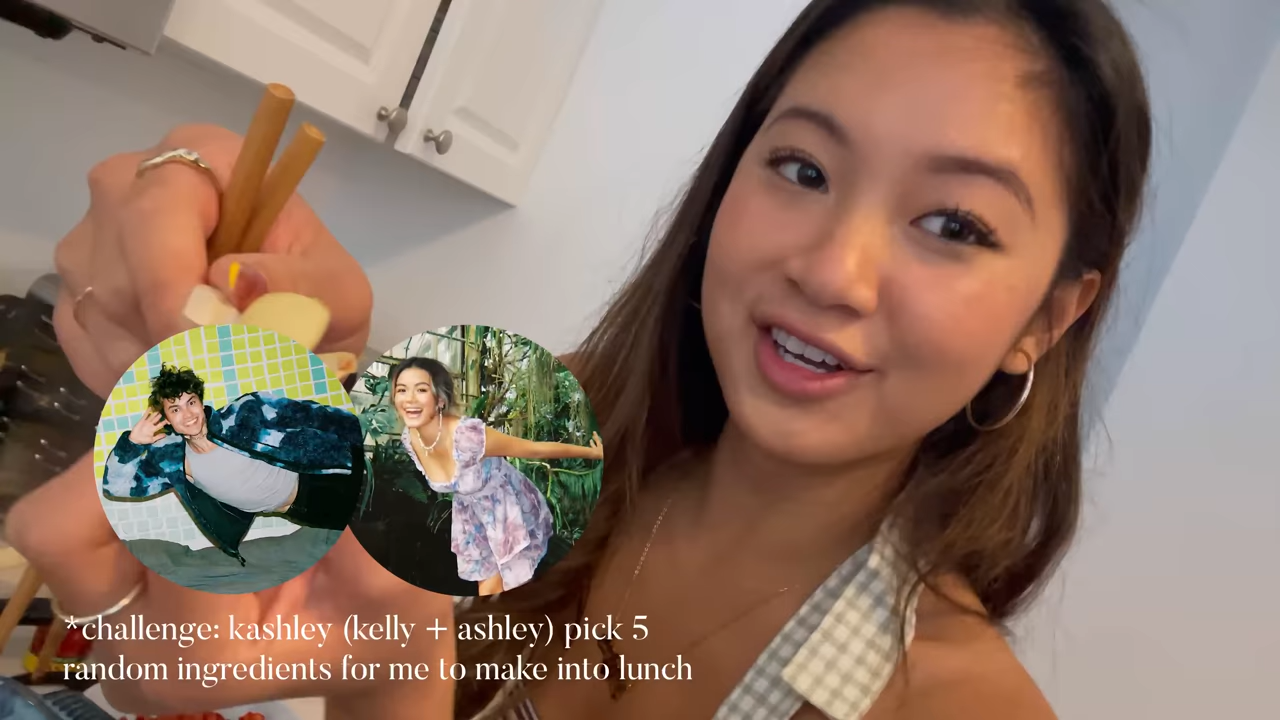 *challenge: kashley (kelly + ashley) pick 5
random ingredients for me to make into lunch